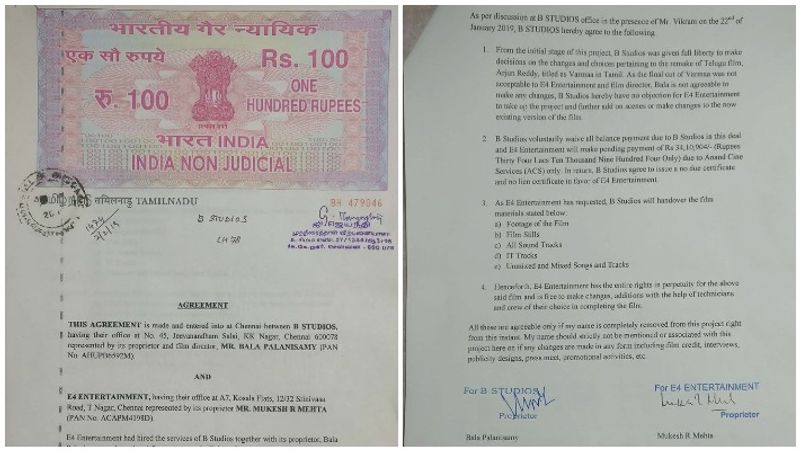 भारतीय गैर न्यायिक
एक सौ रुपये
Rs. 100
रु. 100
ONE
HUNDRED RUPEES
भारत INDIA
INDIA NON JUDICIAL
TAMILNADU
BH 479046
B STUDIOS
CH 78
AGREEMENT
THIS AGREEMENT is made and entered into at Chennai between B STUDIOS,
having their office at No. 45, Jeevanandham Salai, KK Nagar, Chennai 600078
represented by its proprietor and film director, MR. BALA PALANISAMY (PAN
AND
E4 ENTERTAINMENT, having their office at A7, Kosala Flats, 12/32 Srinivasa
Road, T Nagar, Chennai represented by its proprietor MR. MUKESH R MEHTA
(PAN No. ACAPM4198D)
E4 Entertainment had hired the services of B Studios together with its proprietor, Bala
As per discussion at B STUDIOS office in the presence of Mr. Vikram on the 22nd of
January 2019, B STUDIOS hereby agree to the following.
1. From the initial stage of this project, B Studios was given full liberty to make
decisions on the changes and choices pertaining to the remake of Telugu film,
Arjun Reddy, titled as Varmaa in Tamil. As the final cut of Varmaa was not
acceptable to E4 Entertainment and Film director, Bala is not agreeable to
make any changes, B Studios hereby have no objection for E4 Entertainment
to take up the project and further add on scenes or make changes to the now
existing version of the film.
2. B Studios voluntarily waive all balance payment due to B Studios in this deal
and E4 Entertainment will make pending payment of Rs 34,10,904/- (Rupees
Thirty Four Lacs Ten Thousand Nine Hundred Four Only) due to Anand Cine
Services (ACS) only. In return, B Studios agree to issue a no due certificate
and no lien certificate in favor of E4 Entertainment.
3. As E4 Entertainment has requested, B Studios will handover the film
materials stated below:
a) Footage of the Film
b) Film Stills
c) All Sound Tracks
d) IT Tracks
e) Unmixed and Mixed Songs and Tracks
4. Henceforth, E4 Entertainment has the entire rights in perpetuity for the above
said film and is free to make changes, additions with the help of technicians
and crew of their choice in completing the film.
All these are agreeable only if my name is completely removed from this project right
from this instant. My name should strictly not be mentioned or associated with this
project here on if any changes are made in any form including film credit, interviews,
publicity designs, press meet, promotional activities, etc.
For B STUDIOS
Proprietor
Bala Palanisamy
For E4 ENTERTAINMENT
Proprietor
Mukesh R Mehta